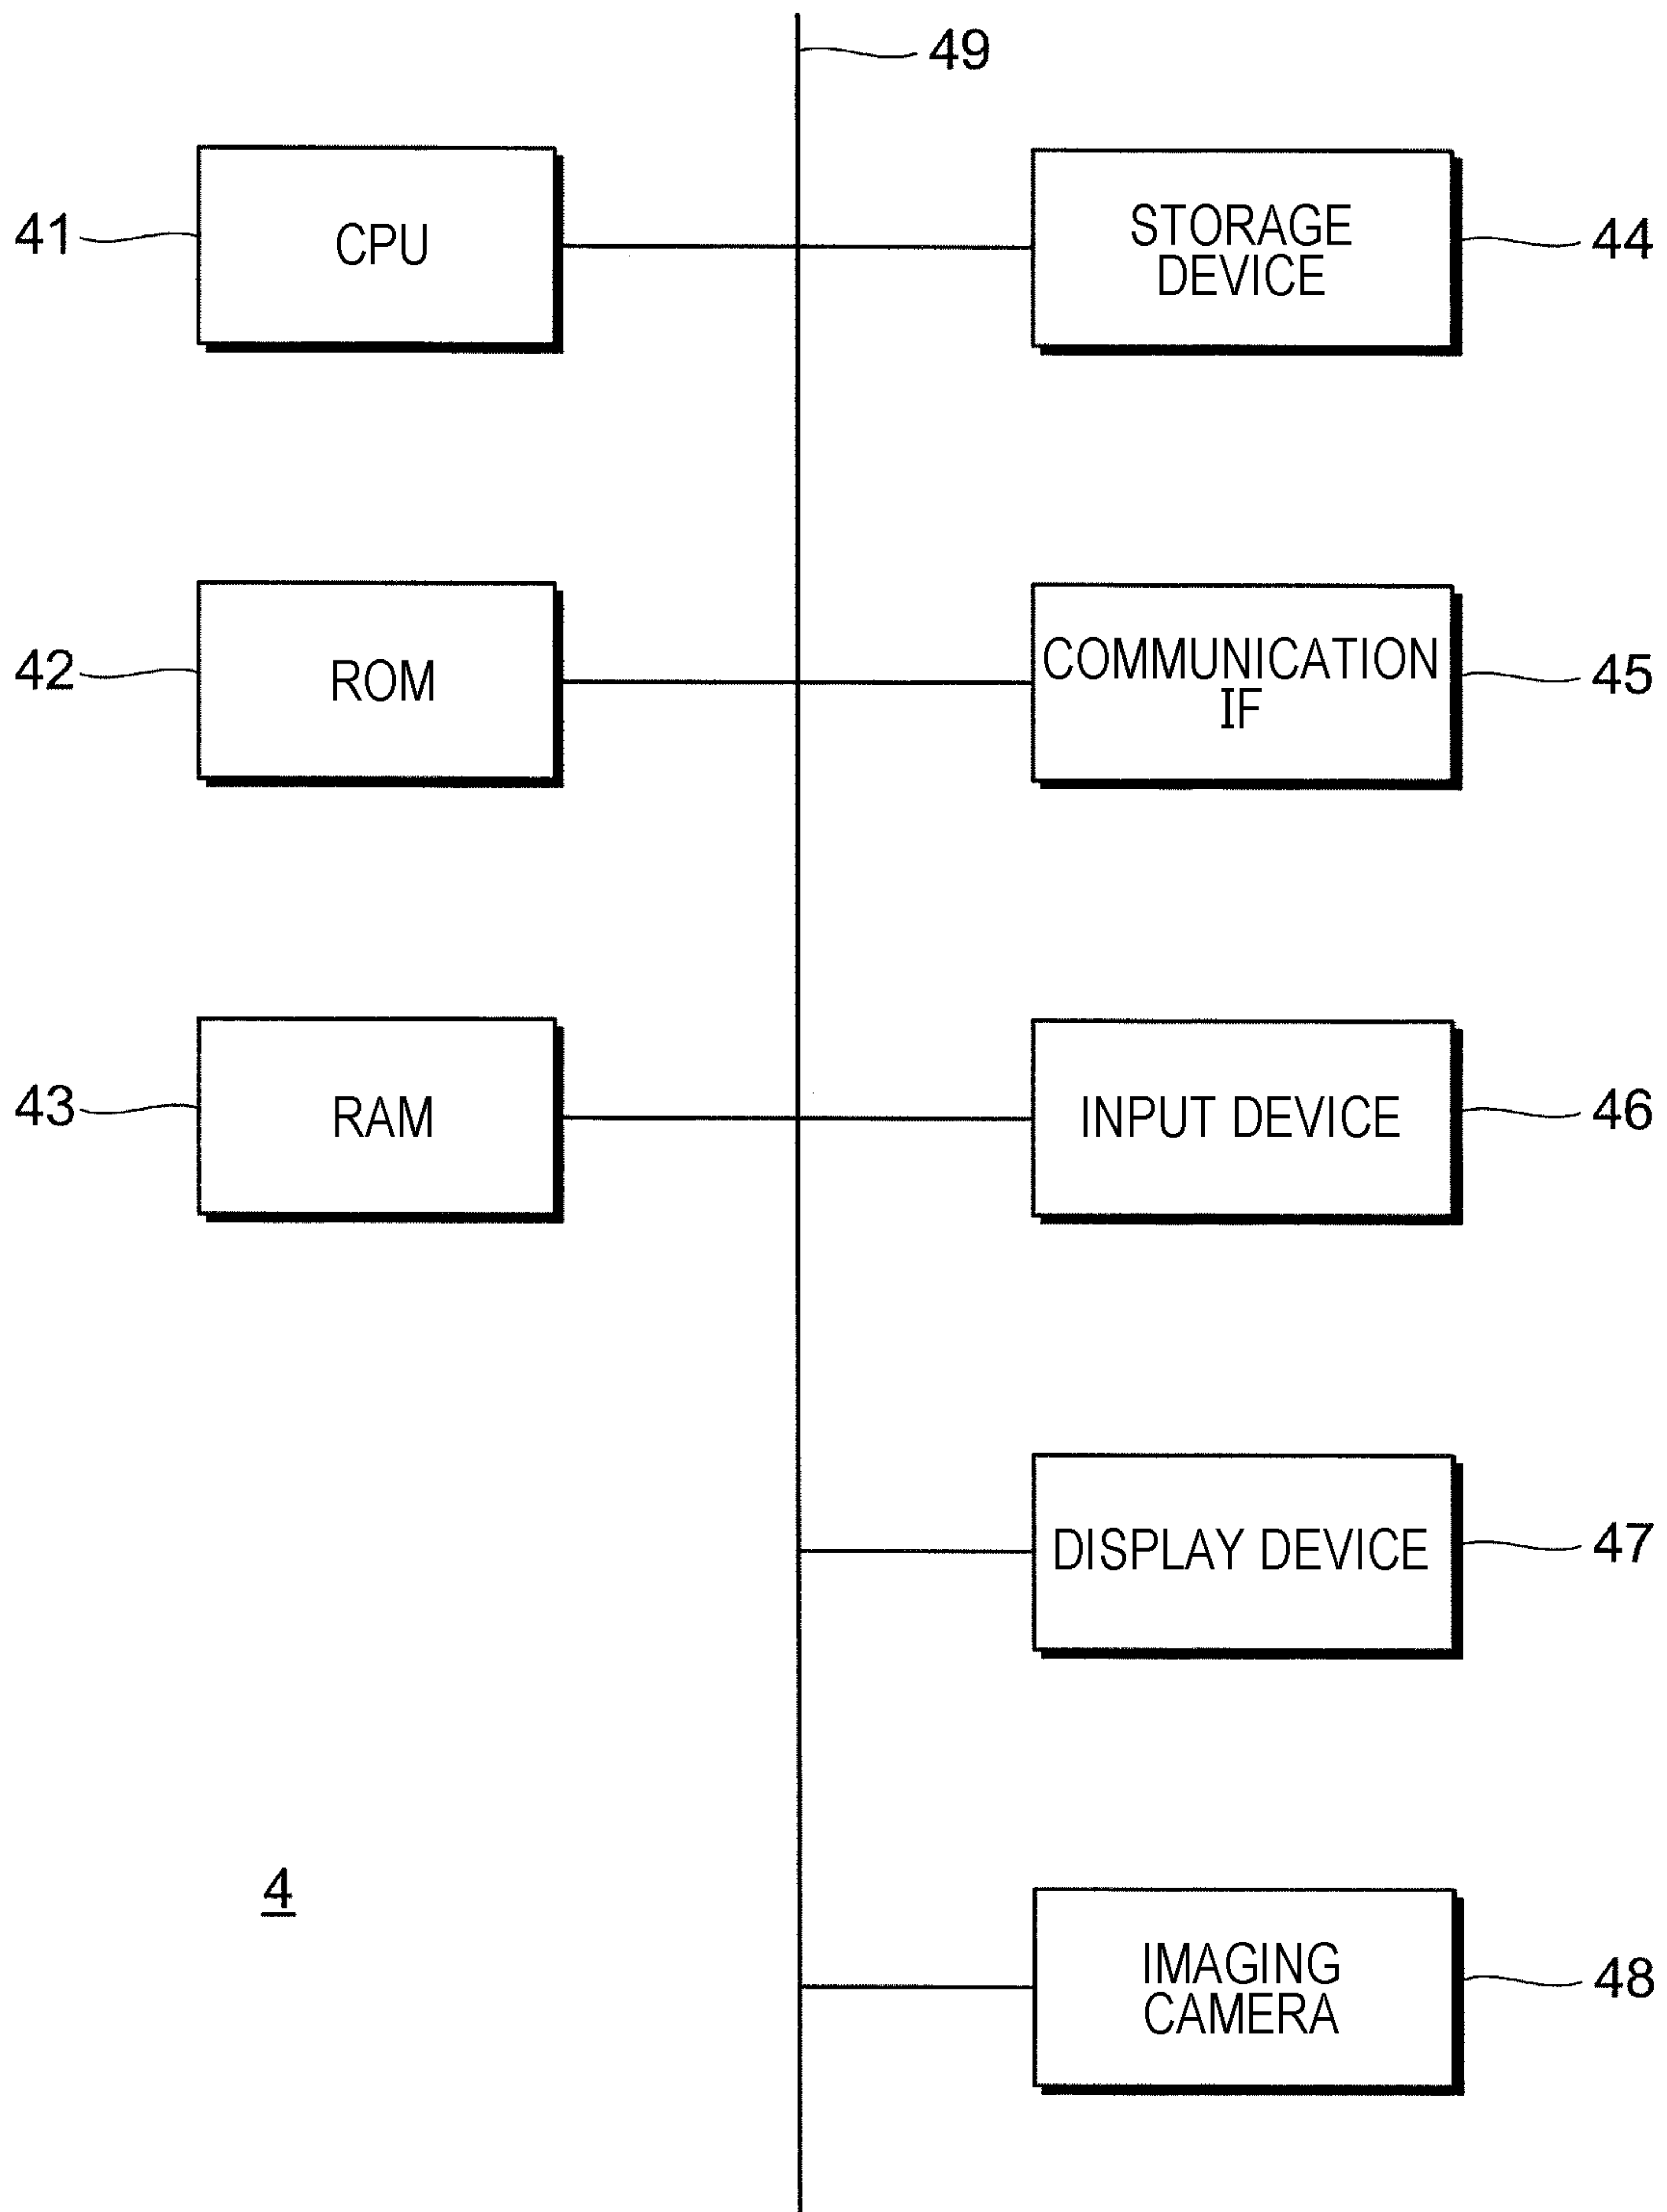 49
41
CPU
STORAGE
DEVICE
44
42
ROM
COMMUNICATION
IF
45
43
RAM
INPUT DEVICE
46
DISPLAY DEVICE
47
4
IMAGING
CAMERA
48